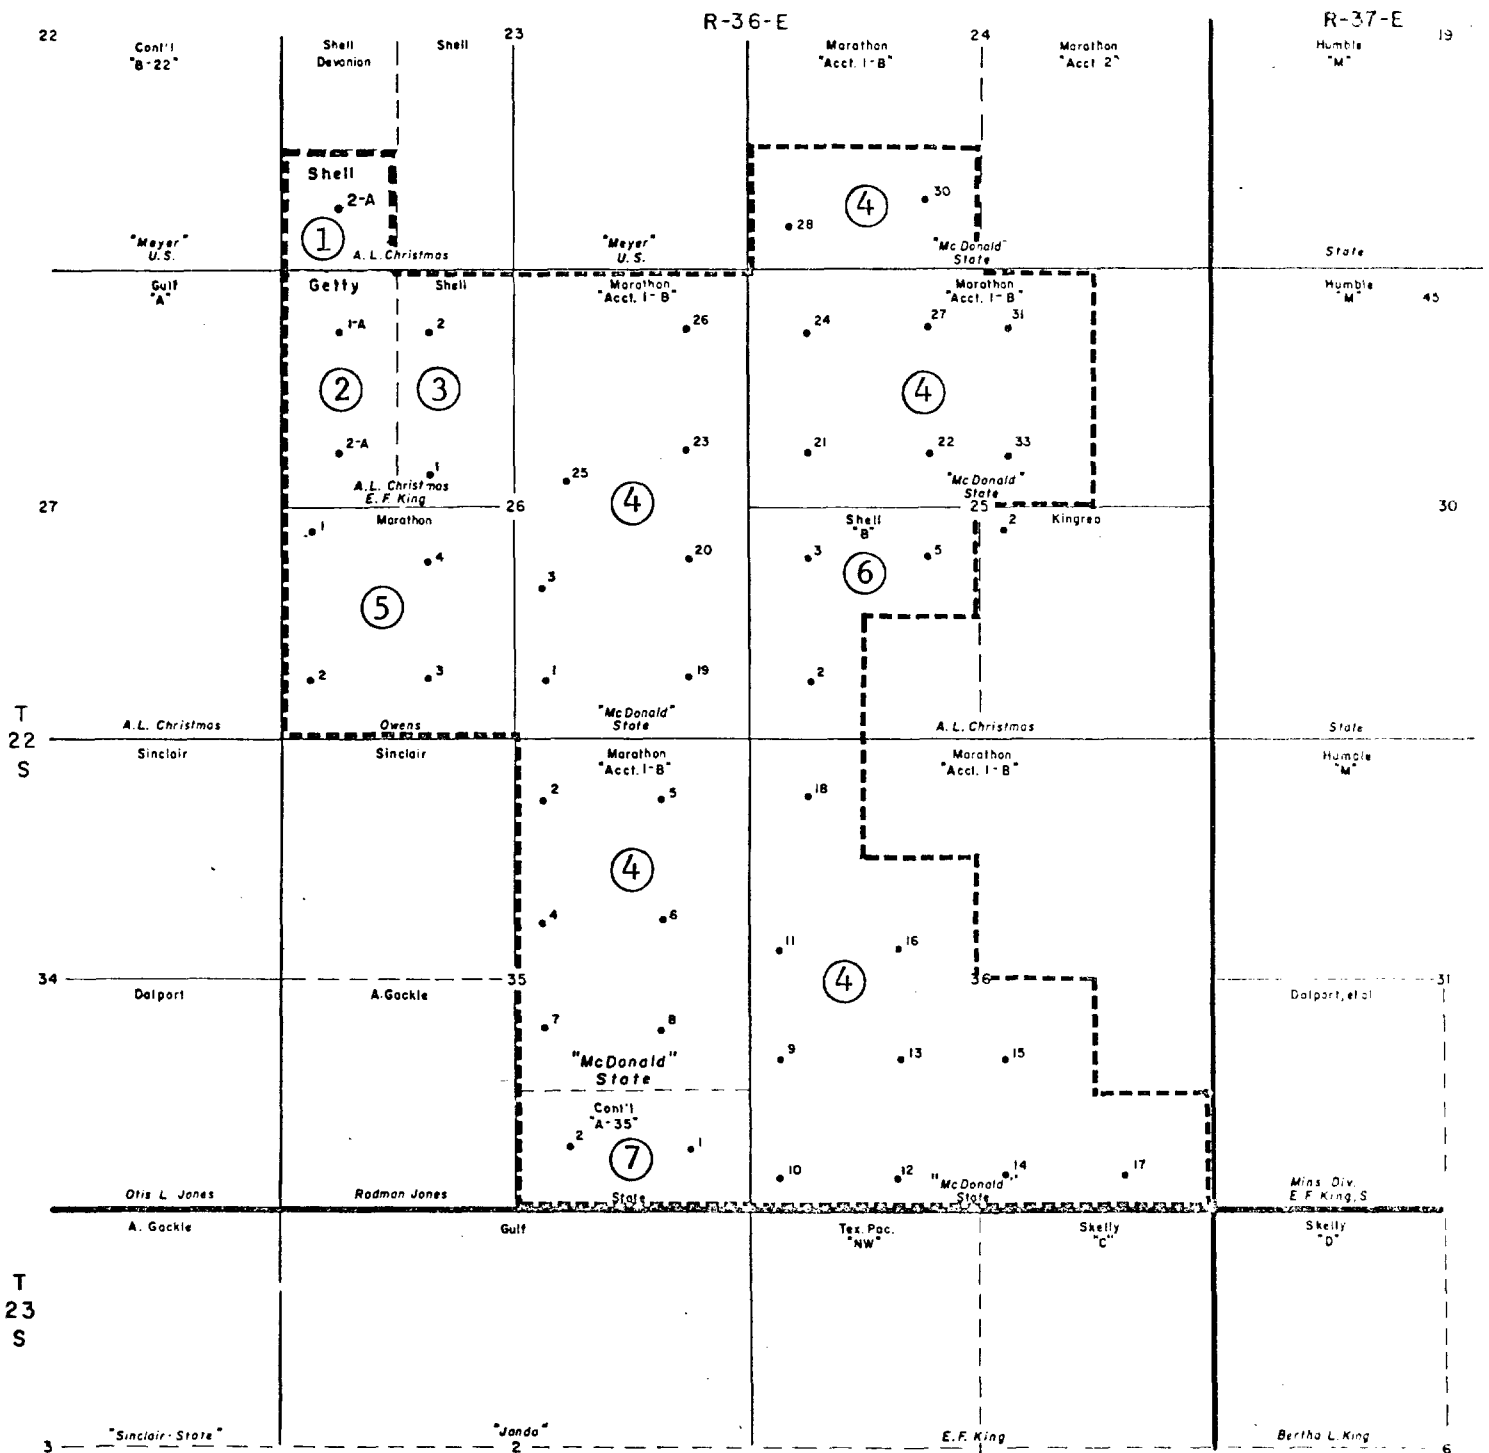 R-36-E
R-37-E
22
Cont'l
"B-22"
Shell
Devonian
Shell
23
Marathon
"Acct. 1-B"
24
Marathon
"Acct. 2"
Humble
"M"
19
Shell
2-A
1
4
30
28
"Meyer"
U.S.
A.L. Christmas
"Meyer"
U.S.
"McDonald"
State
State
Gulf
"A"
Getty
Shell
Marathon
"Acct. 1-B"
Marathon
"Acct. 1-B"
Humble
"M"
45
1-A
2
26
24
27
31
2
3
4
2-A
1
25
23
21
22
33
4
A.L. Christmas
E.F. King
"McDonald"
State
27
26
25
30
Marathon
Shell
"B"
Kingrea
1
4
3
20
3
5
2
5
6
2
3
1
19
2
A.L. Christmas
Owens
"McDonald"
State
A.L. Christmas
State
T
22
S
Sinclair
Sinclair
Marathon
"Acct. 1-B"
Marathon
"Acct. 1-B"
Humble
"M"
2
5
18
4
4
6
11
16
4
34
35
36
31
Dalport
A. Gackle
Dalport, et al
7
8
9
13
15
"McDonald"
State
Cont'l
"A-35"
2
7
1
10
12
14
17
Otis L. Jones
Rodman Jones
State
"McDonald"
State
Mins Div.
E.F. King, S
A. Gackle
Gulf
Tex. Pac.
"NW"
Skelly
"C"
Skelly
"D"
T
23
S
"Sinclair-State"
"Janda"
E.F. King
Bertha L. King
3
2
6